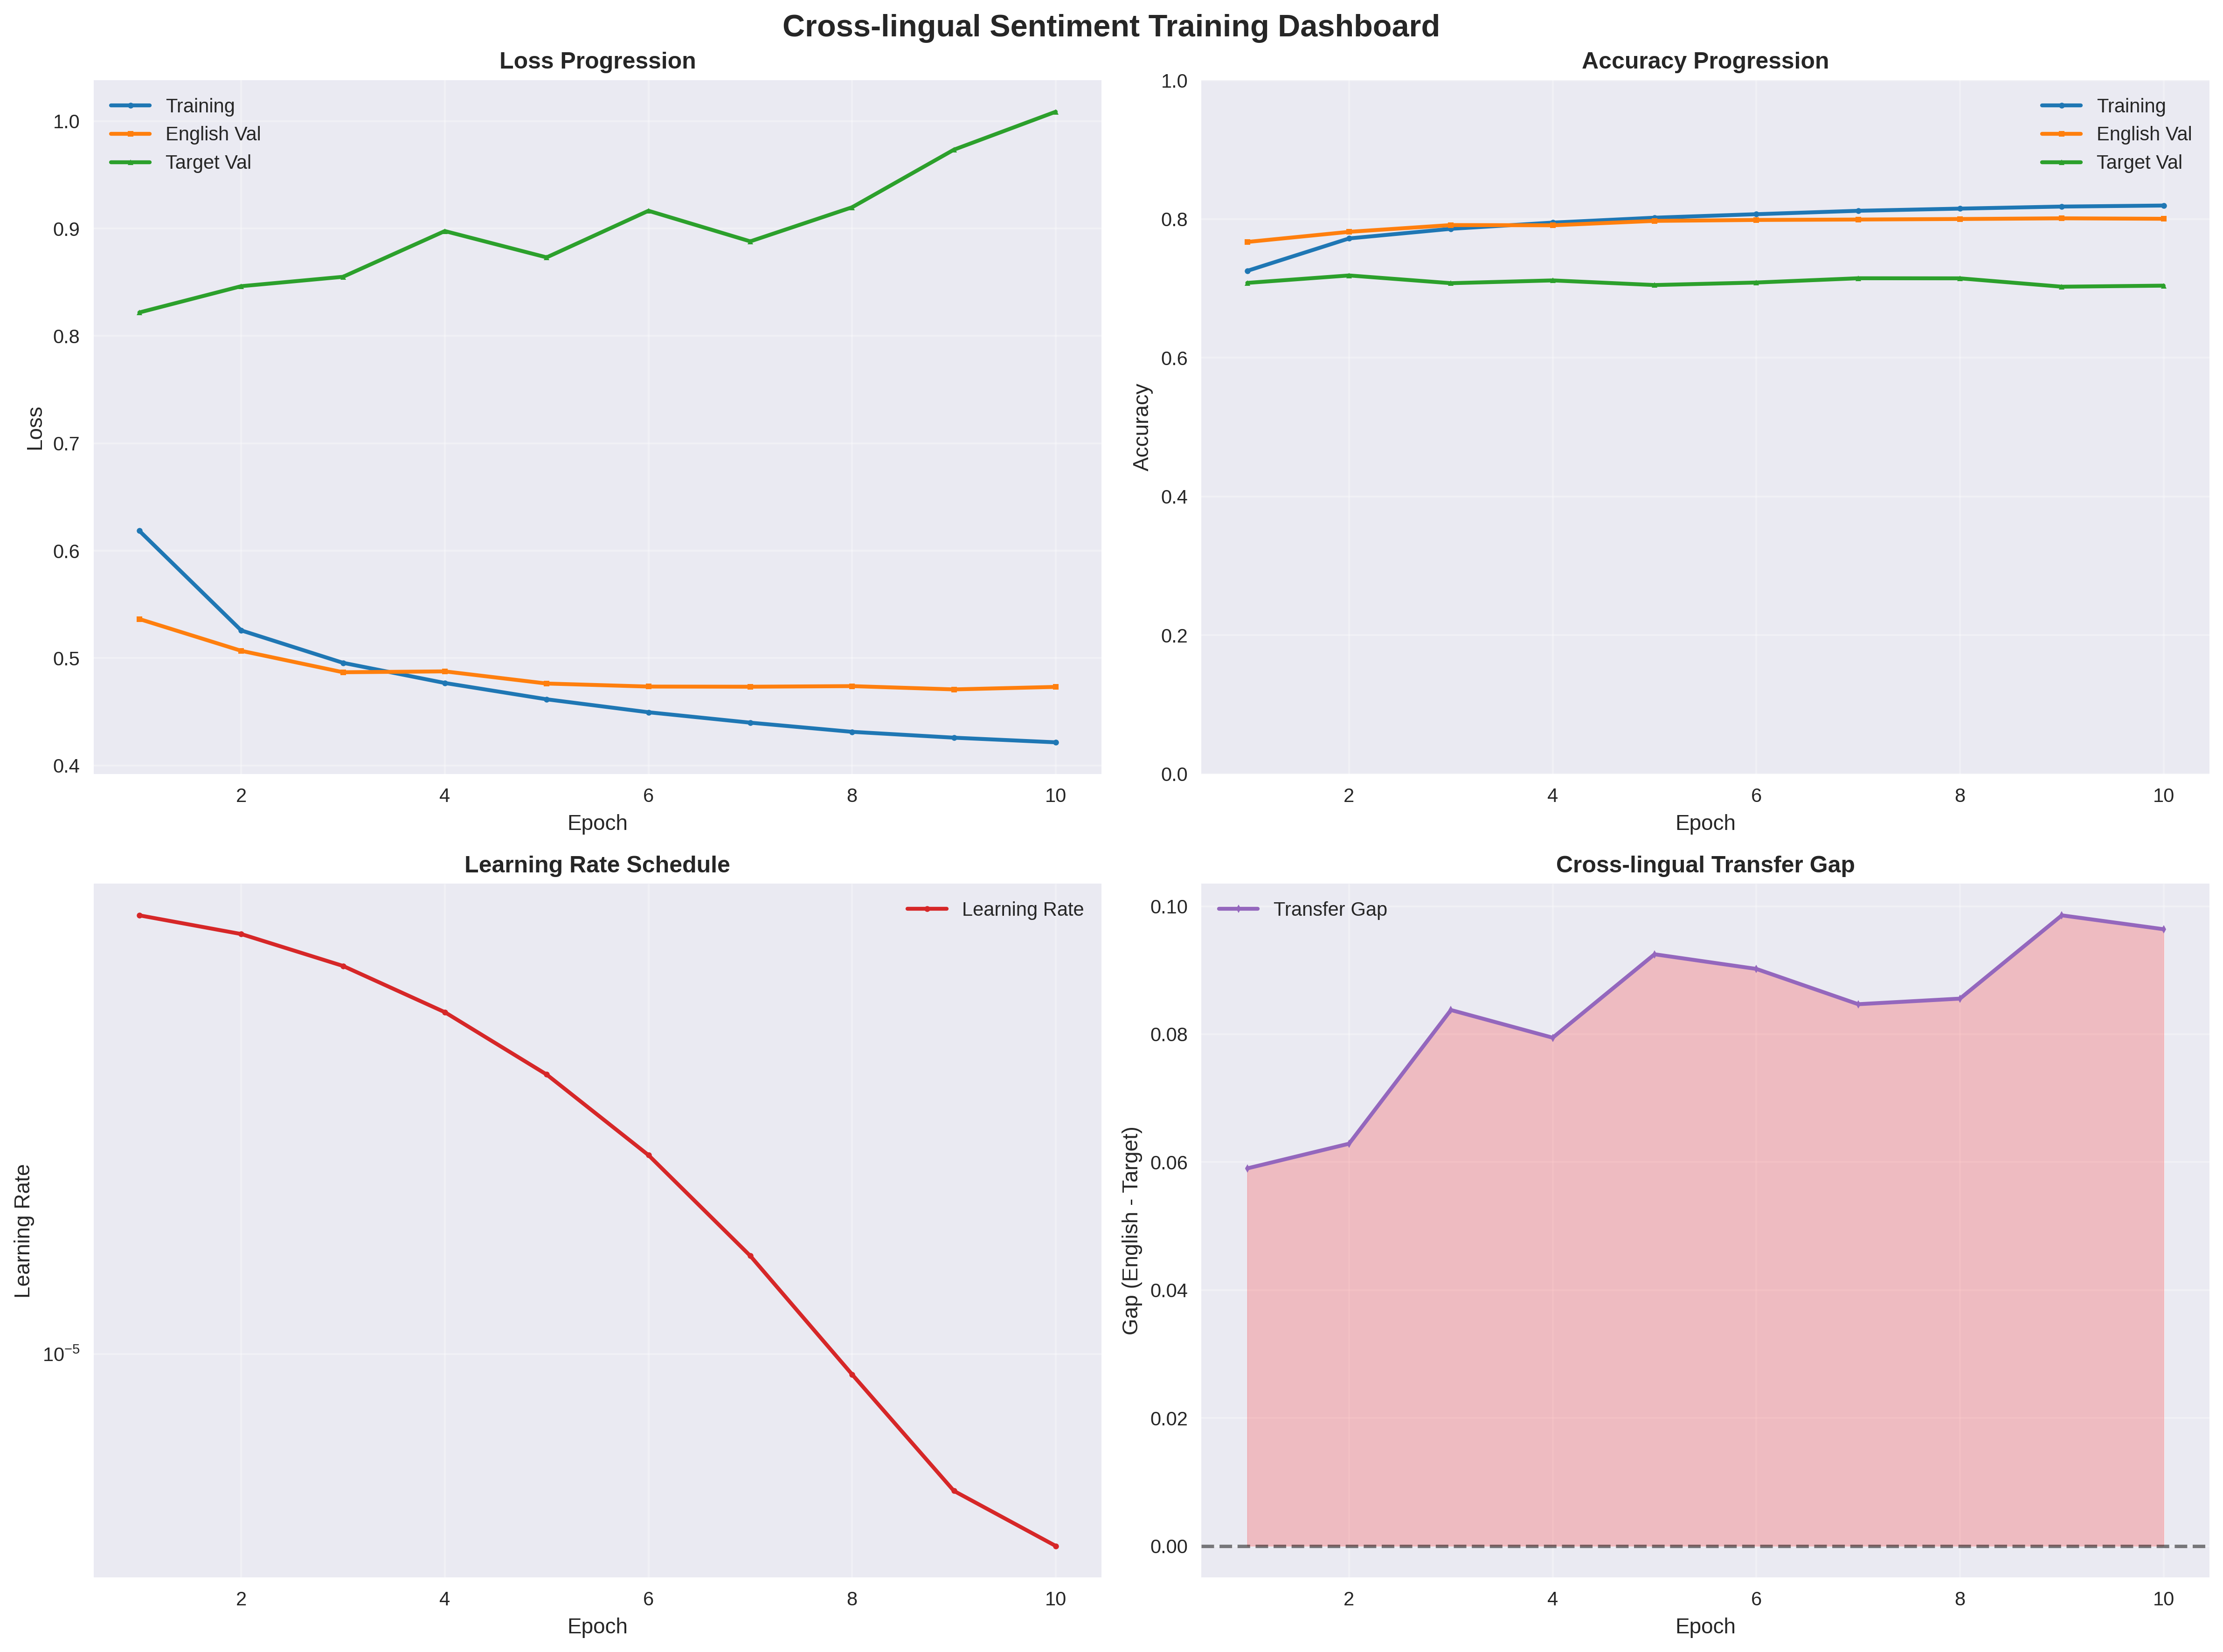 Cross-lingual Sentiment Training Dashboard
Loss Progression
Training
English Val
Target Val
1.0
0.9
0.8
0.7
0.6
0.5
0.4
Loss
2
4
6
8
10
Epoch
Accuracy Progression
Training
English Val
Target Val
1.0
0.8
0.6
0.4
0.2
0.0
Accuracy
2
4
6
8
10
Epoch
Learning Rate Schedule
Learning Rate
10⁻⁵
Learning Rate
2
4
6
8
10
Epoch
Cross-lingual Transfer Gap
Transfer Gap
0.10
0.08
0.06
0.04
0.02
0.00
Gap (English - Target)
2
4
6
8
10
Epoch